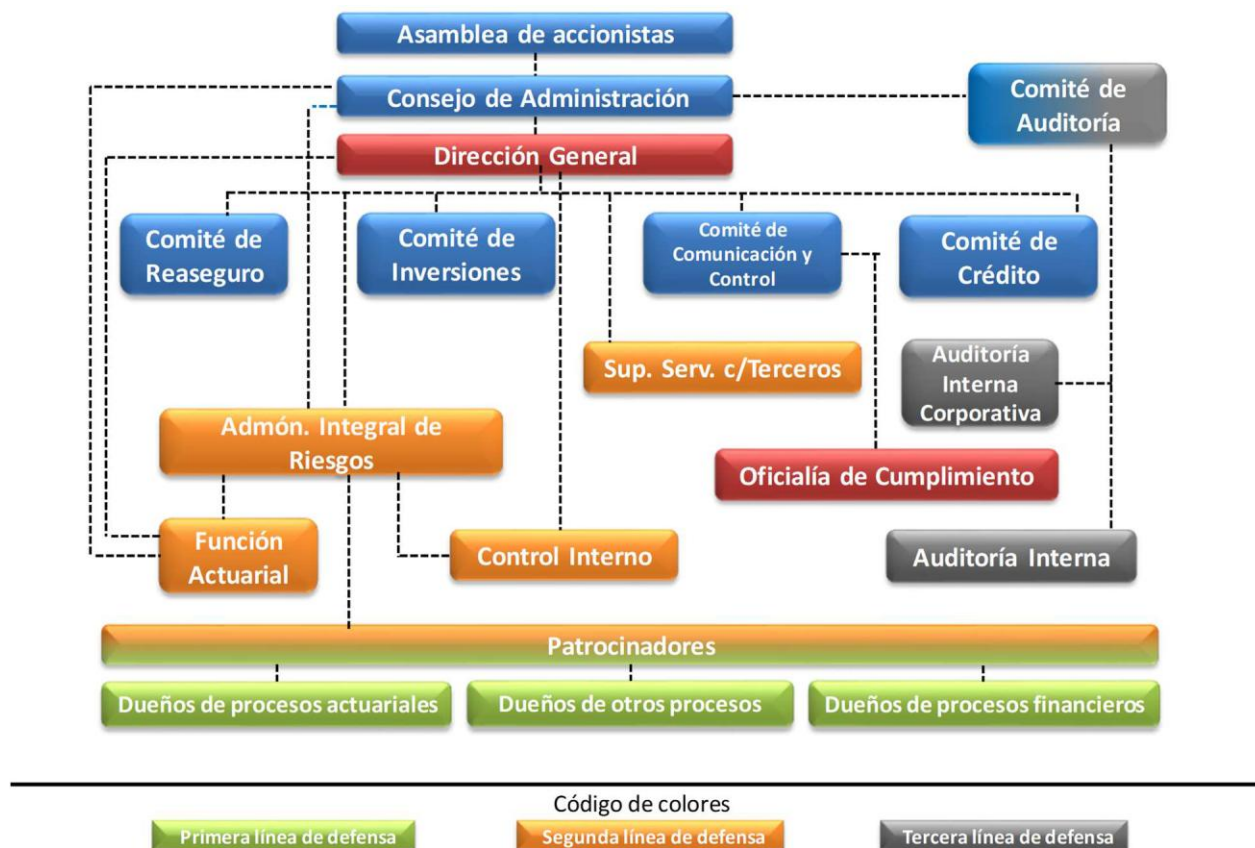 Asamblea de accionistas
Consejo de Administración
Comité de
Auditoría
Dirección General
Comité de
Reaseguro
Comité de
Inversiones
Comité de
Comunicación y
Control
Comité de
Crédito
Sup. Serv. c/Terceros
Auditoría
Interna
Corporativa
Admón. Integral de
Riesgos
Oficialía de Cumplimiento
Función
Actuarial
Control Interno
Auditoría Interna
Patrocinadores
Dueños de procesos actuariales
Dueños de otros procesos
Dueños de procesos financieros
Código de colores
Primera línea de defensa
Segunda línea de defensa
Tercera línea de defensa